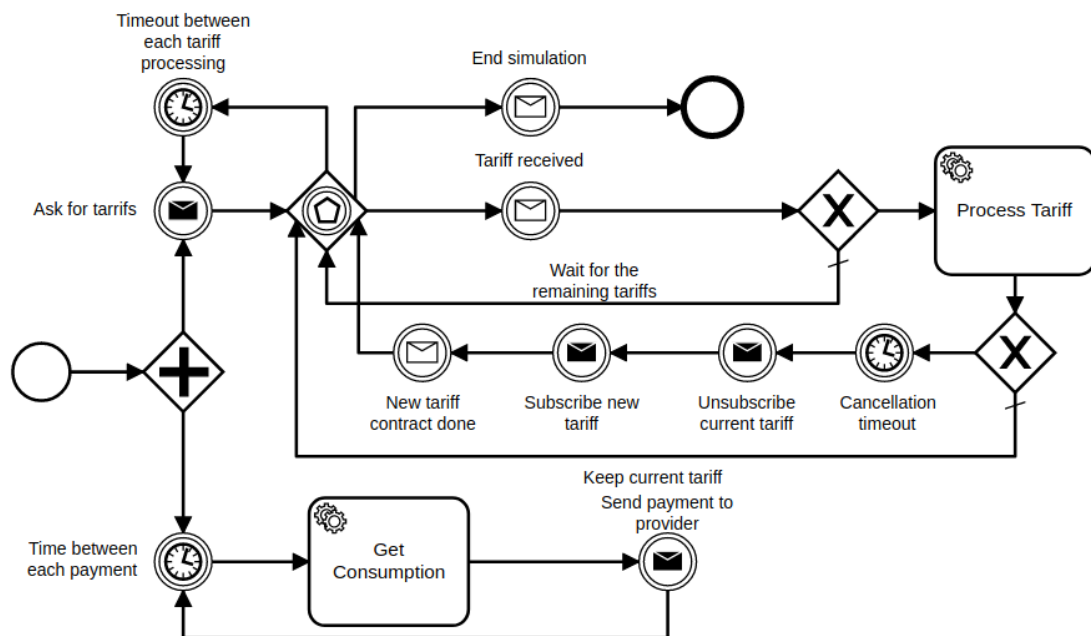 Timeout between
each tariff
processing
End simulation
Tariff received
Ask for tarrifs
Process Tariff
Wait for the
remaining tariffs
New tariff
contract done
Subscribe new
tariff
Unsubscribe
current tariff
Cancellation
timeout
Keep current tariff
Send payment to
provider
Time between
each payment
Get
Consumption